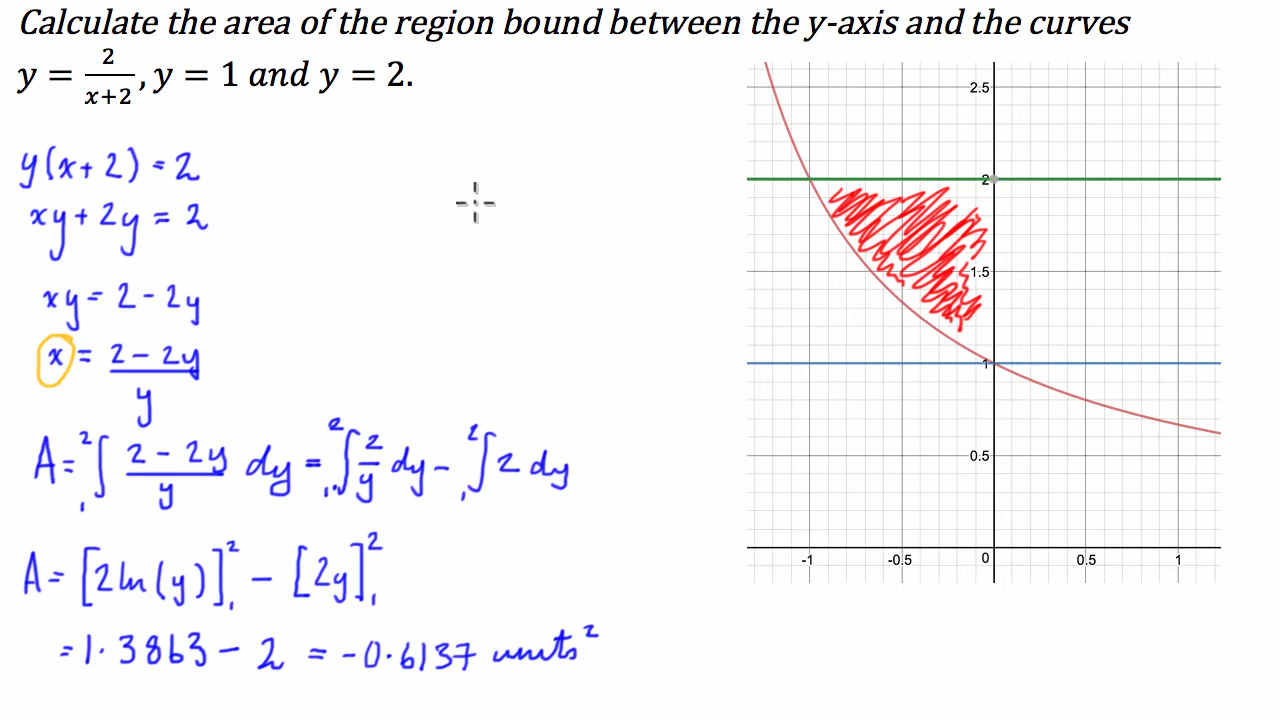 Calculate the area of the region bound between the y-axis and the curves
y = 2/(x+2), y = 1 and y = 2.
y(x+2) = 2
xy + 2y = 2
xy = 2 - 2y
x = (2 - 2y)/y
A = ₁²∫ (2 - 2y)/y dy = ₁²∫ 2/y dy - ₁²∫ 2 dy
A = [2ln(y)]₁² - [2y]₁²
= 1.3863 - 2 = -0.6137 units²
2.5
2
1.5
1
0.5
-1 -0.5 0 0.5 1